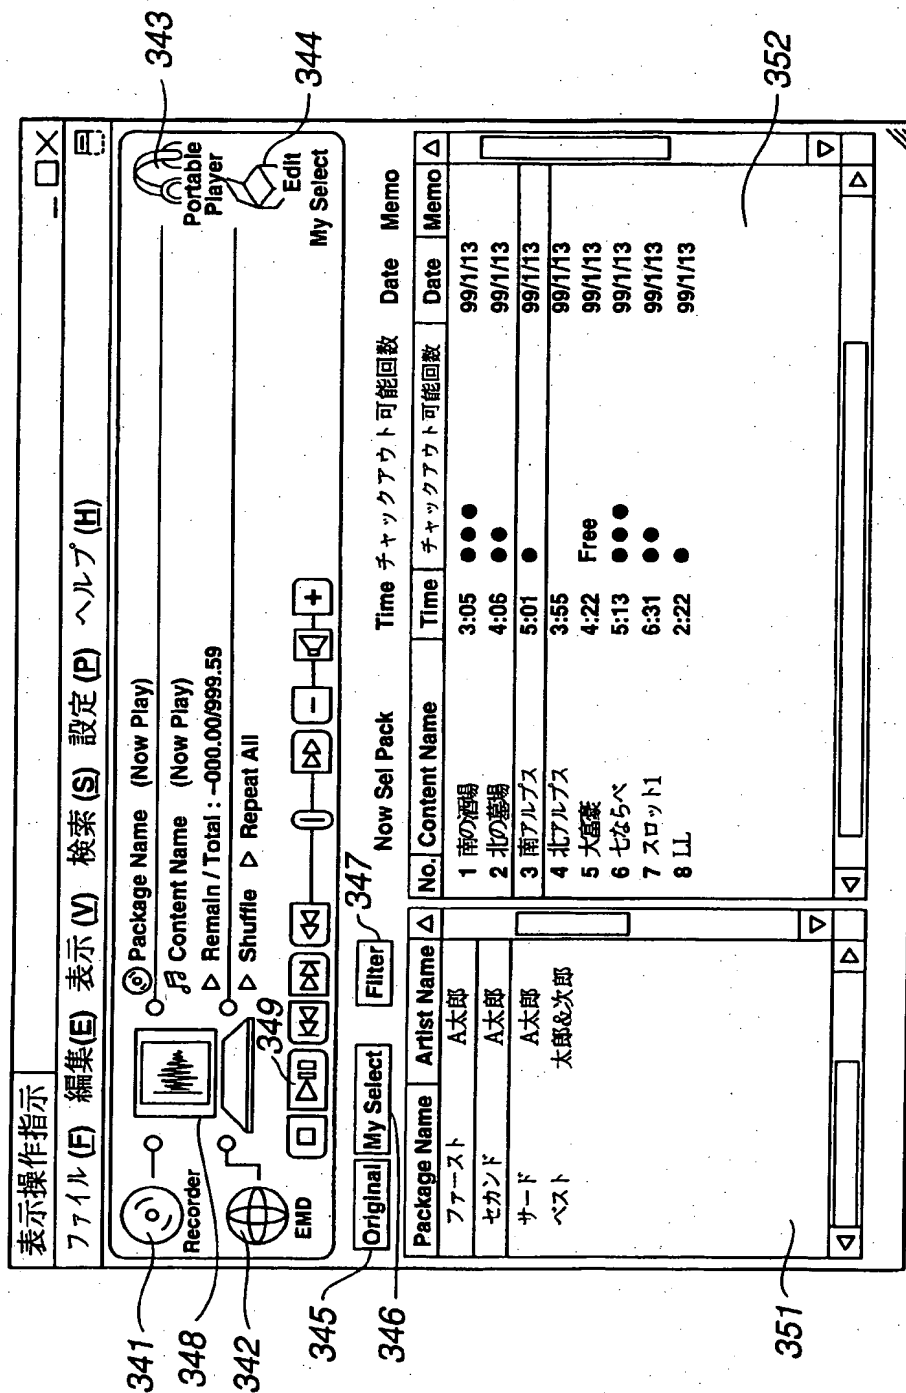 表示操作指示
ファイル(F) 編集(E) 表示(V) 検索(S) 設定(P) ヘルプ(H)
341
348
342
343
344
Recorder
EMD
Package Name (Now Play)
Content Name (Now Play)
Remain / Total : –000.00/999.59
Shuffle Repeat All
Portable
Player
Edit
My Select
349
– +
345
346
347
Original My Select Filter
Now Sel Pack Time チャックアウト可能回数 Date Memo
Package Name Artist Name
ファースト A太郎
セカンド A太郎
サード A太郎
ベスト 太郎&次郎
351
No. Content Name Time チャックアウト可能回数 Date Memo
1 南の酒場 3:05 ●●● 99/1/13
2 北の墓場 4:06 ●● 99/1/13
3 南アルプス 5:01 ● 99/1/13
4 北アルプス 3:55 99/1/13
5 大富豪 4:22 Free 99/1/13
6 七ならべ 5:13 ●●● 99/1/13
7 スロット1 6:31 ●● 99/1/13
8 LL 2:22 ● 99/1/13
352